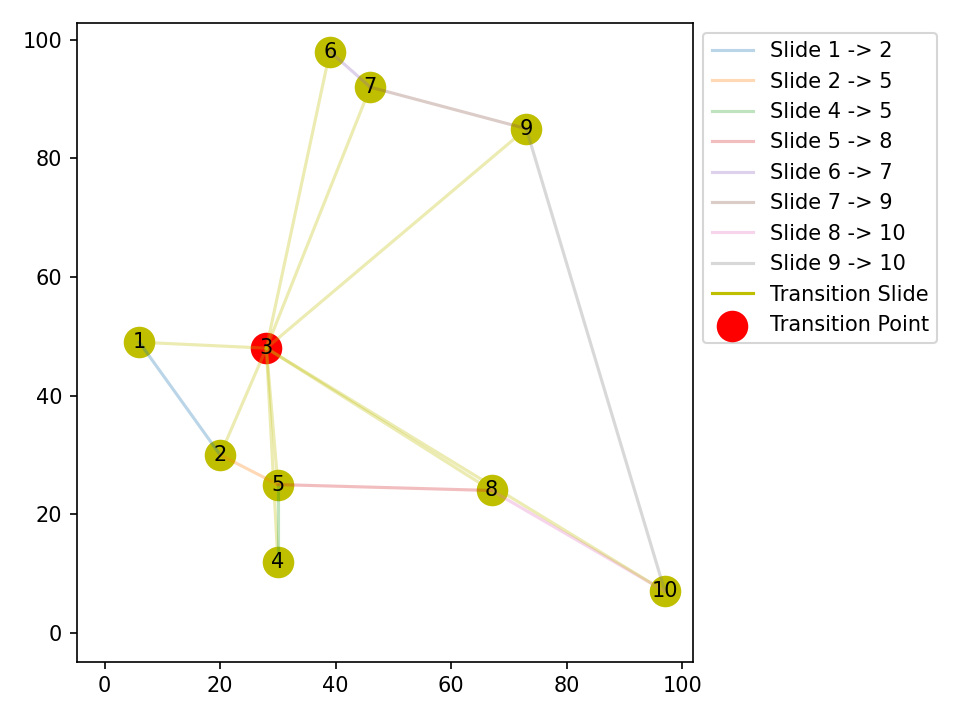 100
80
60
40
20
0
0 20 40 60 80 100
6
7
9
3
1
2
5
8
4
10
Slide 1 -> 2
Slide 2 -> 5
Slide 4 -> 5
Slide 5 -> 8
Slide 6 -> 7
Slide 7 -> 9
Slide 8 -> 10
Slide 9 -> 10
Transition Slide
Transition Point